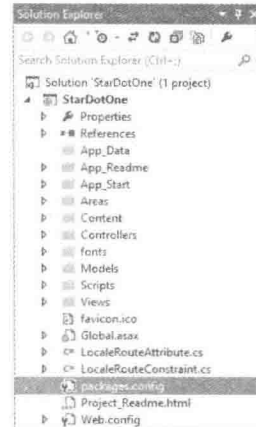 Solution Explorer
Search Solution Explorer (Ctrl+;)
Solution 'StarDotOne' (1 project)
StarDotOne
Properties
References
App_Data
App_Readme
App_Start
Areas
Content
Controllers
fonts
Models
Scripts
Views
favicon.ico
Global.asax
C# LocaleRouteAttribute.cs
C# LocaleRouteConstraint.cs
packages.config
Project_Readme.html
Web.config